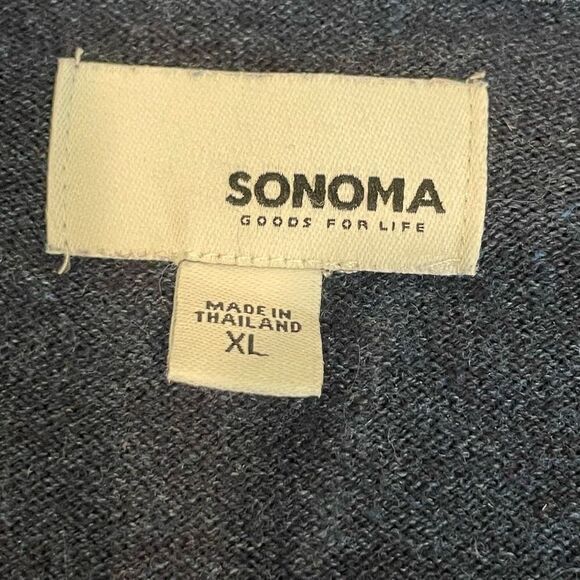 SONOMA
GOODS FOR LIFE
MADE IN
THAILAND
XL